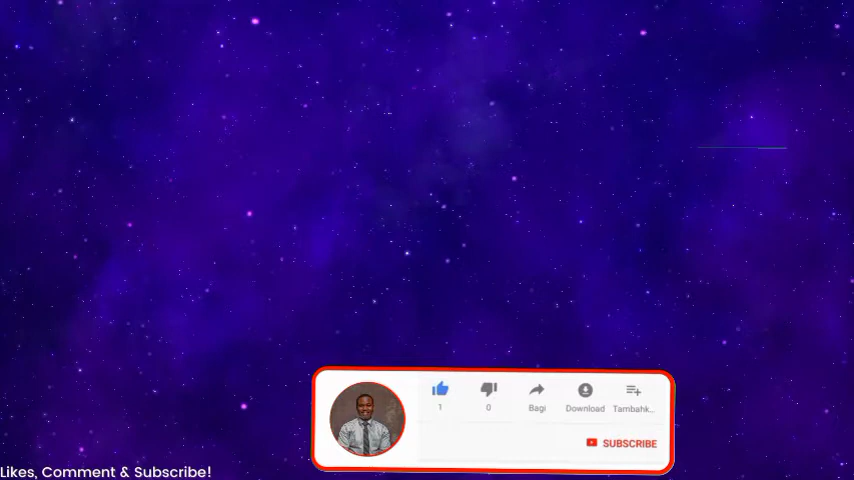 1
0
Bagi
Download
Tambahk...
SUBSCRIBE
Likes, Comment & Subscribe!